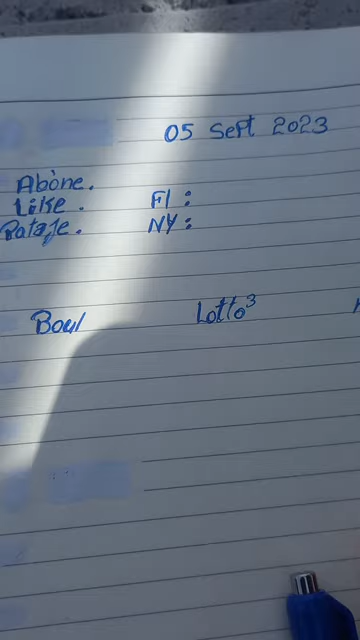 05 Sept 2023
Abòne.
Like. FL :
Pataje. NY :
Boul Lotto³